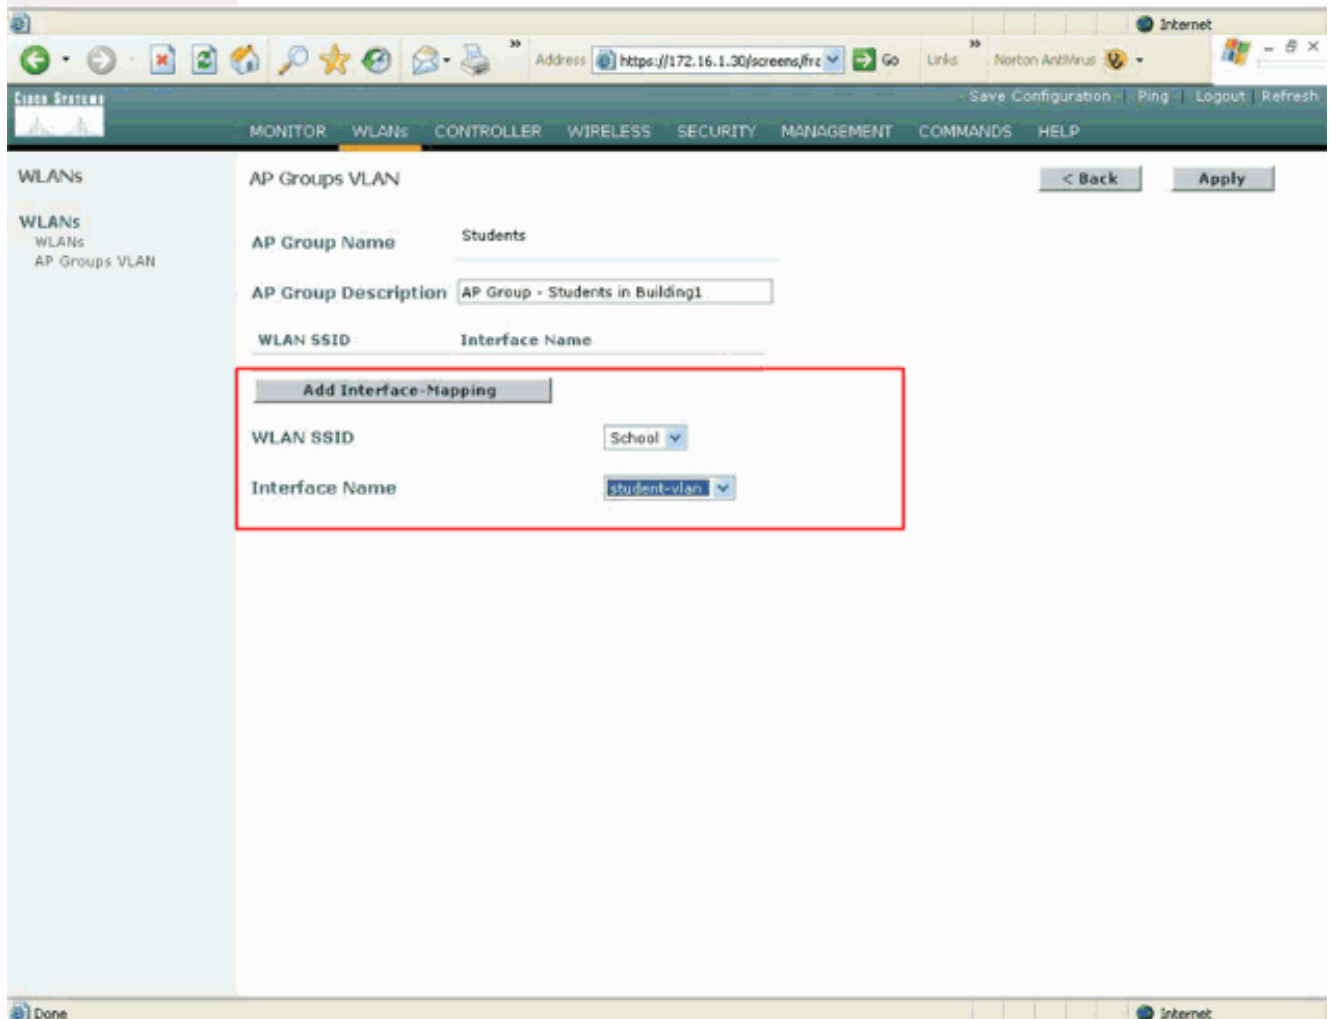 Internet
Address https://172.16.1.30/screens/fra Go Links Norton AntiVirus
CISCO SYSTEMS
Save Configuration | Ping | Logout | Refresh
MONITOR WLANs CONTROLLER WIRELESS SECURITY MANAGEMENT COMMANDS HELP
WLANs
WLANs
WLANs
AP Groups VLAN
AP Groups VLAN
< Back Apply
AP Group Name Students
AP Group Description AP Group - Students in Building1
WLAN SSID Interface Name
Add Interface-Mapping
WLAN SSID School
Interface Name student-vlan
Done Internet